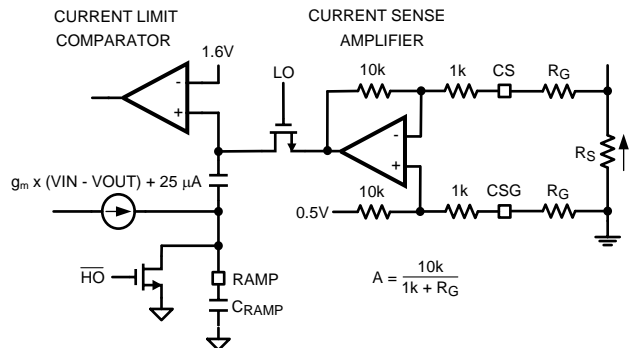 CURRENT LIMIT
COMPARATOR
CURRENT SENSE
AMPLIFIER
1.6V
LO
10k
1k
CS
RG
-
+
-
+
RS
gm x (VIN - VOUT) + 25 μA
10k
1k
CSG
RG
0.5V
HO
RAMP
CRAMP
A = 10k
1k + RG